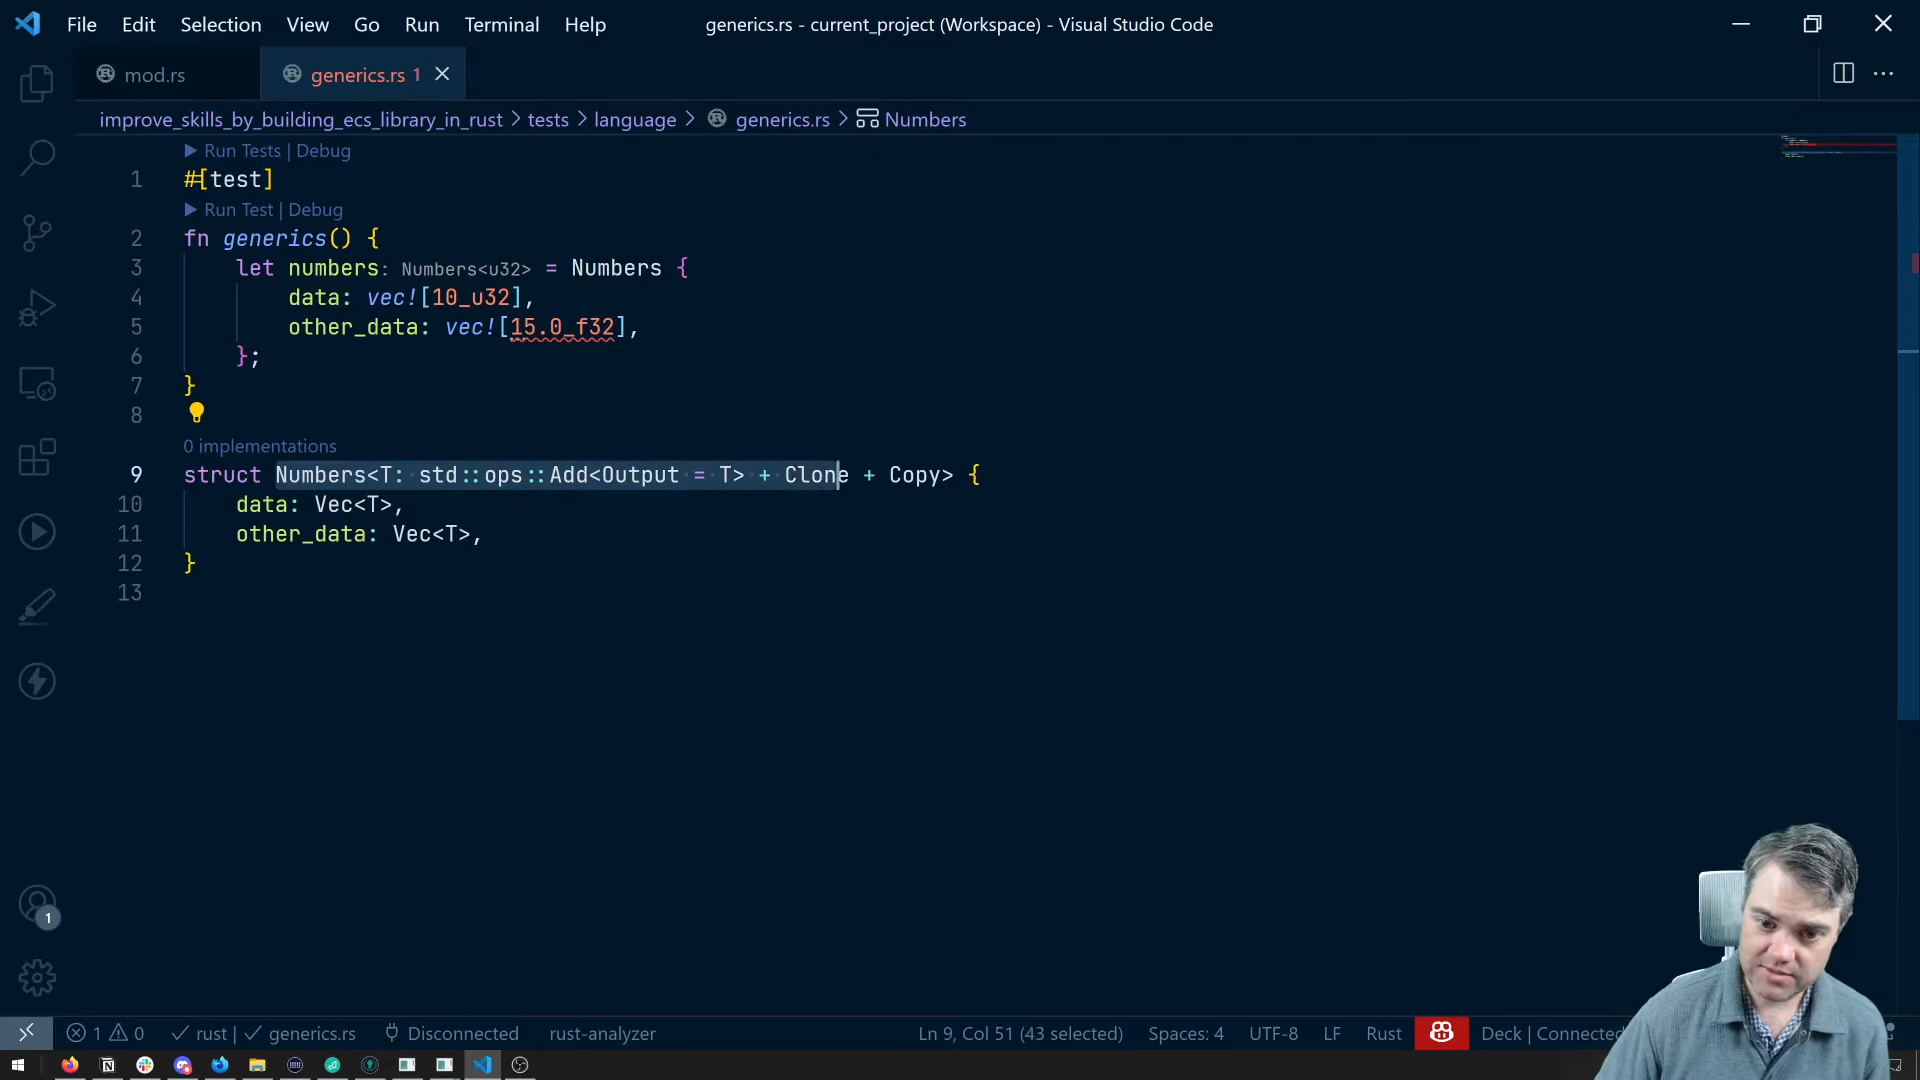 File Edit Selection View Go Run Terminal Help generics.rs - current_project (Workspace) - Visual Studio Code
mod.rs generics.rs 1
improve_skills_by_building_ecs_library_in_rust > tests > language > generics.rs > Numbers
Run Tests | Debug
1 #[test]
Run Test | Debug
2 fn generics() {
3 let numbers: Numbers<u32> = Numbers {
4 data: vec![10_u32],
5 other_data: vec![15.0_f32],
6 };
7 }
8
0 implementations
9 struct Numbers<T: std::ops::Add<Output = T> + Clone + Copy> {
10 data: Vec<T>,
11 other_data: Vec<T>,
12 }
13
1
1 0 rust | generics.rs Disconnected rust-analyzer Ln 9, Col 51 (43 selected) Spaces: 4 UTF-8 LF Rust Deck | Connected